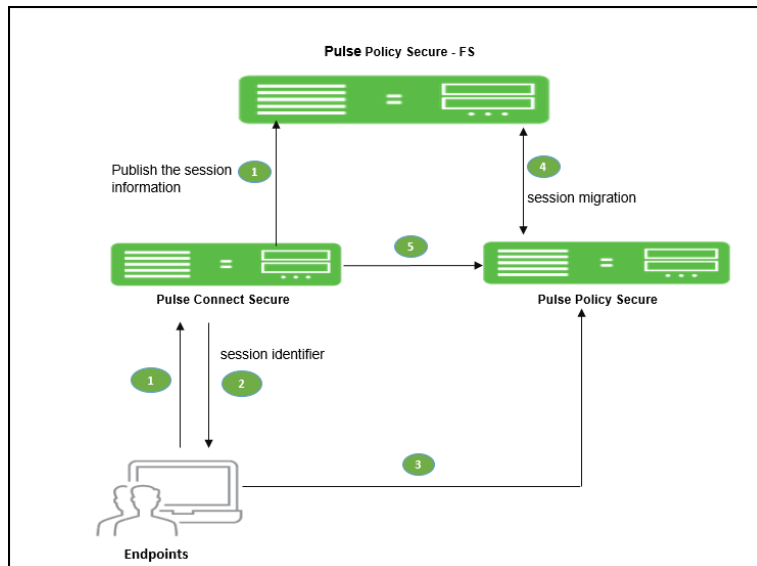 Pulse Policy Secure - FS
Publish the session
information
1
4
session migration
5
Pulse Connect Secure
Pulse Policy Secure
session identifier
1
2
3
Endpoints